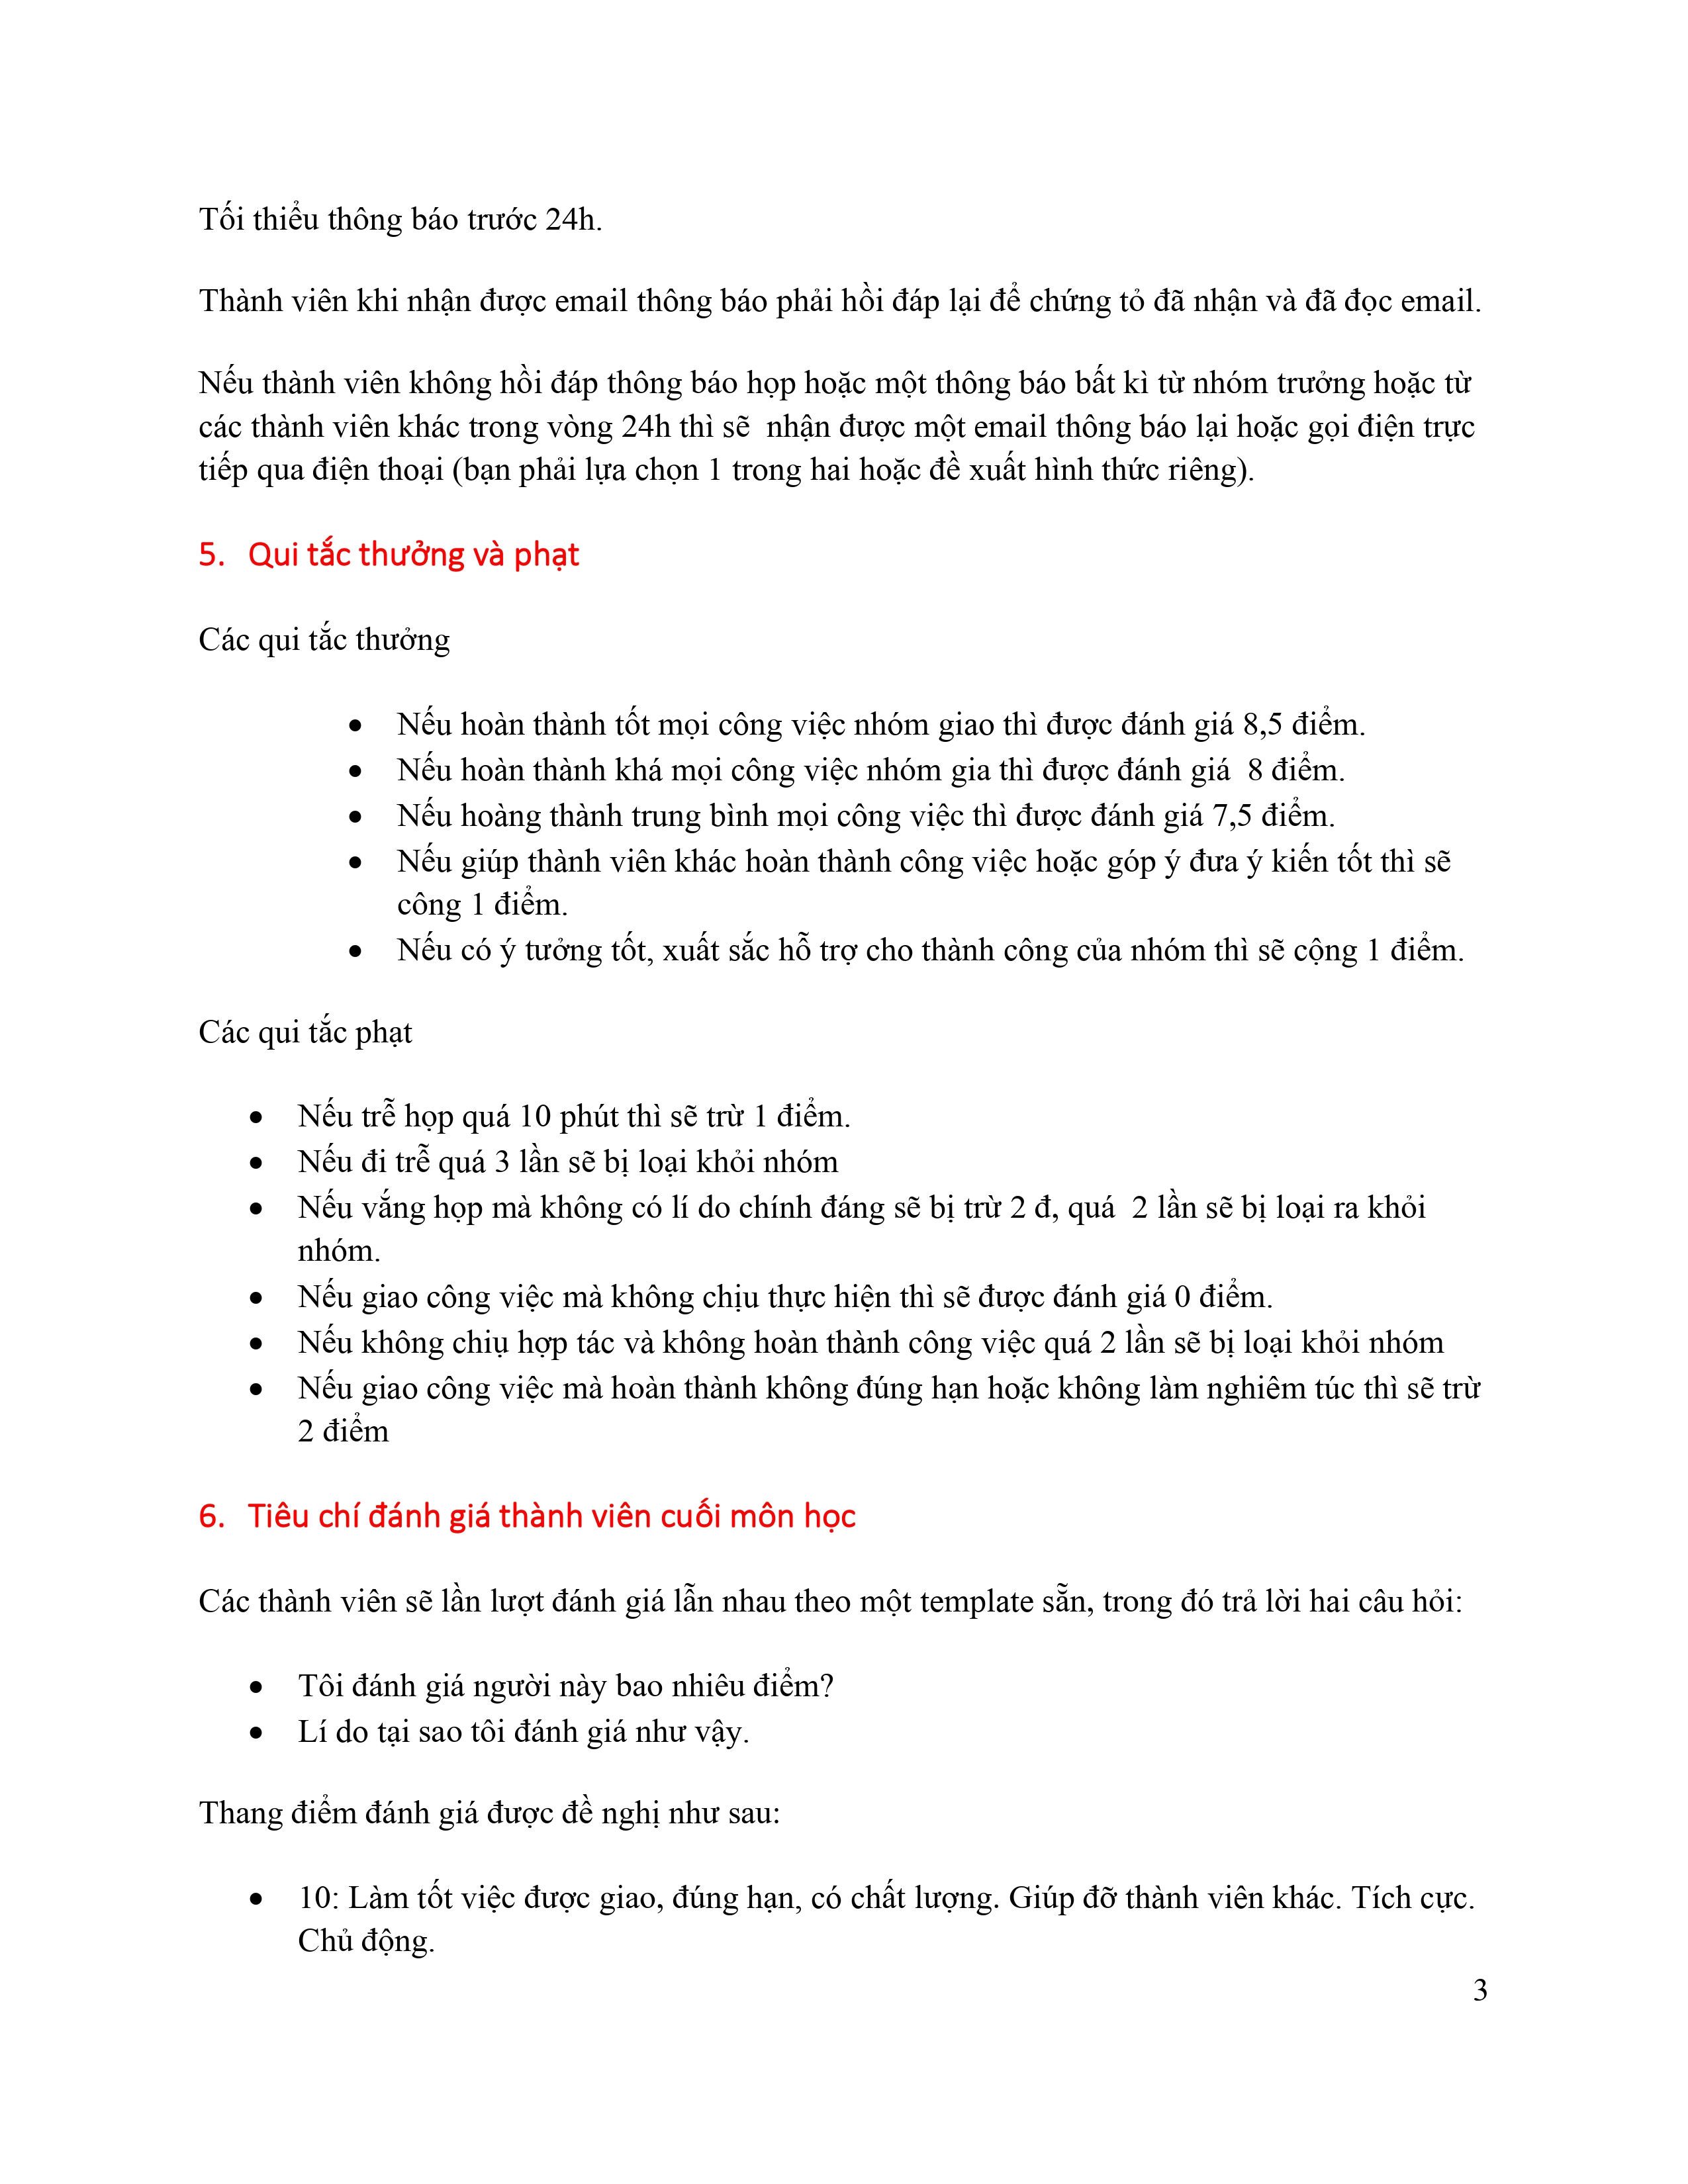 Tối thiểu thông báo trước 24h.
Thành viên khi nhận được email thông báo phải hồi đáp lại để chứng tỏ đã nhận và đã đọc email.
Nếu thành viên không hồi đáp thông báo họp hoặc một thông báo bất kì từ nhóm trưởng hoặc từ
các thành viên khác trong vòng 24h thì sẽ  nhận được một email thông báo lại hoặc gọi điện trực
tiếp qua điện thoại (bạn phải lựa chọn 1 trong hai hoặc đề xuất hình thức riêng).
5. Qui tắc thưởng và phạt
Các qui tắc thưởng
• Nếu hoàn thành tốt mọi công việc nhóm giao thì được đánh giá 8,5 điểm.
• Nếu hoàn thành khá mọi công việc nhóm gia thì được đánh giá  8 điểm.
• Nếu hoàng thành trung bình mọi công việc thì được đánh giá 7,5 điểm.
• Nếu giúp thành viên khác hoàn thành công việc hoặc góp ý đưa ý kiến tốt thì sẽ
công 1 điểm.
• Nếu có ý tưởng tốt, xuất sắc hỗ trợ cho thành công của nhóm thì sẽ cộng 1 điểm.
Các qui tắc phạt
• Nếu trễ họp quá 10 phút thì sẽ trừ 1 điểm.
• Nếu đi trễ quá 3 lần sẽ bị loại khỏi nhóm
• Nếu vắng họp mà không có lí do chính đáng sẽ bị trừ 2 đ, quá  2 lần sẽ bị loại ra khỏi
nhóm.
• Nếu giao công việc mà không chịu thực hiện thì sẽ được đánh giá 0 điểm.
• Nếu không chiụ hợp tác và không hoàn thành công việc quá 2 lần sẽ bị loại khỏi nhóm
• Nếu giao công việc mà hoàn thành không đúng hạn hoặc không làm nghiêm túc thì sẽ trừ
2 điểm
6. Tiêu chí đánh giá thành viên cuối môn học
Các thành viên sẽ lần lượt đánh giá lẫn nhau theo một template sẵn, trong đó trả lời hai câu hỏi:
• Tôi đánh giá người này bao nhiêu điểm?
• Lí do tại sao tôi đánh giá như vậy.
Thang điểm đánh giá được đề nghị như sau:
• 10: Làm tốt việc được giao, đúng hạn, có chất lượng. Giúp đỡ thành viên khác. Tích cực.
Chủ động.
3